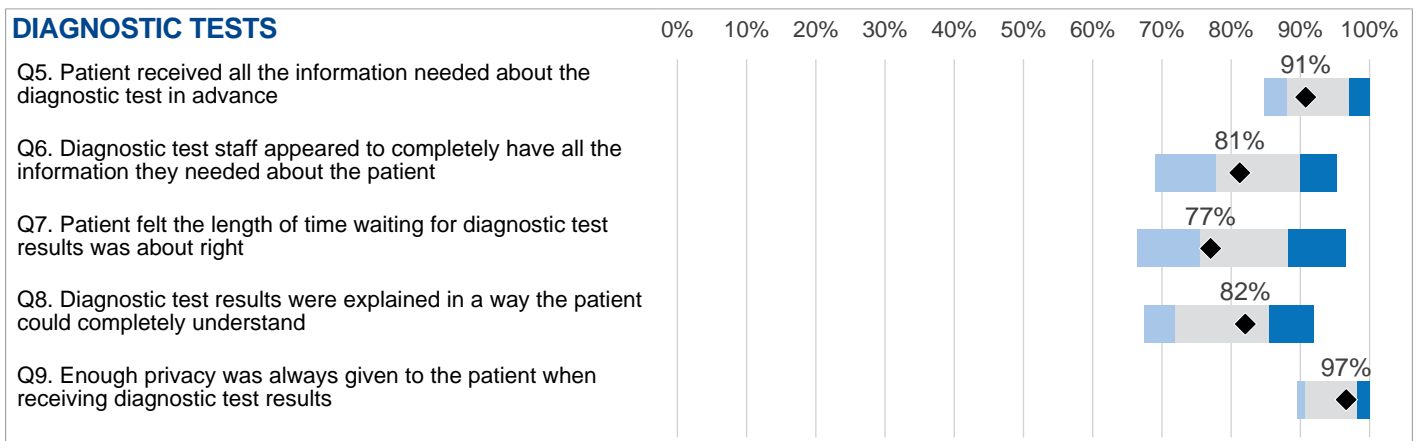 DIAGNOSTIC TESTS
0% 10% 20% 30% 40% 50% 60% 70% 80% 90% 100%
Q5. Patient received all the information needed about the
diagnostic test in advance
91%
Q6. Diagnostic test staff appeared to completely have all the
information they needed about the patient
81%
Q7. Patient felt the length of time waiting for diagnostic test
results was about right
77%
Q8. Diagnostic test results were explained in a way the patient
could completely understand
82%
Q9. Enough privacy was always given to the patient when
receiving diagnostic test results
97%